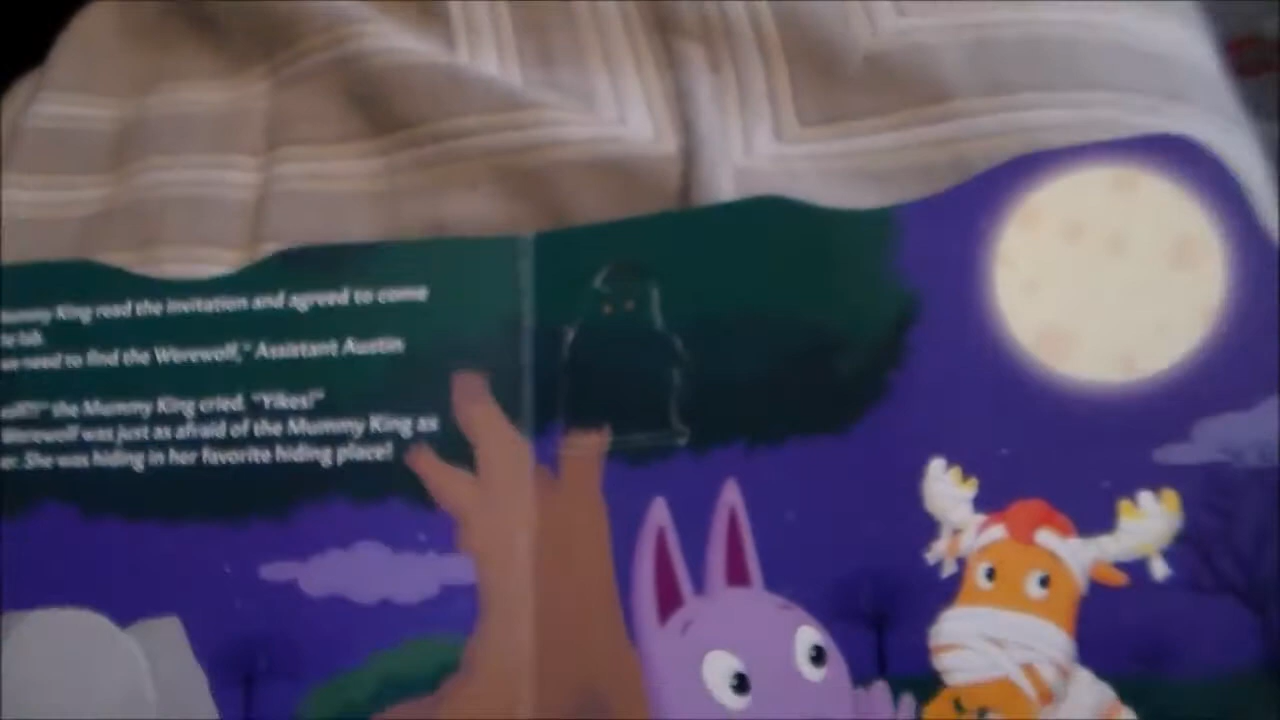 King read the invitation and agreed to come
need to find the Werewolf," Assistant Austin
the Mummy King cried. "Yikes!"
Werewolf was just as afraid of the Mummy King as
She was hiding in her favorite hiding place!